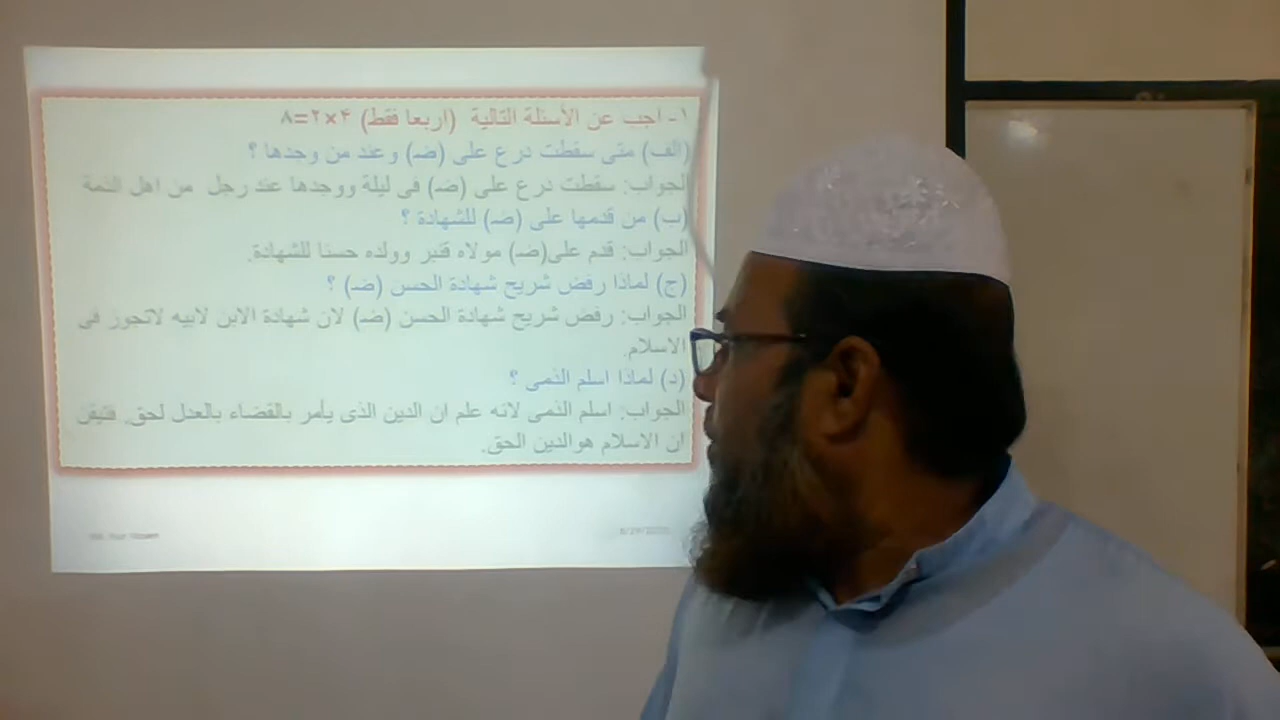 ١- اجب عن الأسئلة التالية (اربعا فقط) ٤×٢=٨
(الف) متى سقطت درع على (ض) وعند من وجدها ؟
الجواب: سقطت درع على (ض) فى ليلة ووجدها عند رجل من اهل الذمة
(ب) من قدمها على (ض) للشهادة ؟
الجواب: قدم على(ض) مولاه قنبر وولده حسنا للشهادة.
(ج) لماذا رفض شريح شهادة الحسن (ض) ؟
الجواب: رفض شريح شهادة الحسن (ض) لان شهادة الابن لابيه لاتجوز فى
الاسلام.
(د) لماذا اسلم الذمى ؟
الجواب: اسلم الذمى لانه علم ان الدين الذى يأمر بالقضاء بالعدل لحق. فتيقن
ان الاسلام هوالدين الحق.